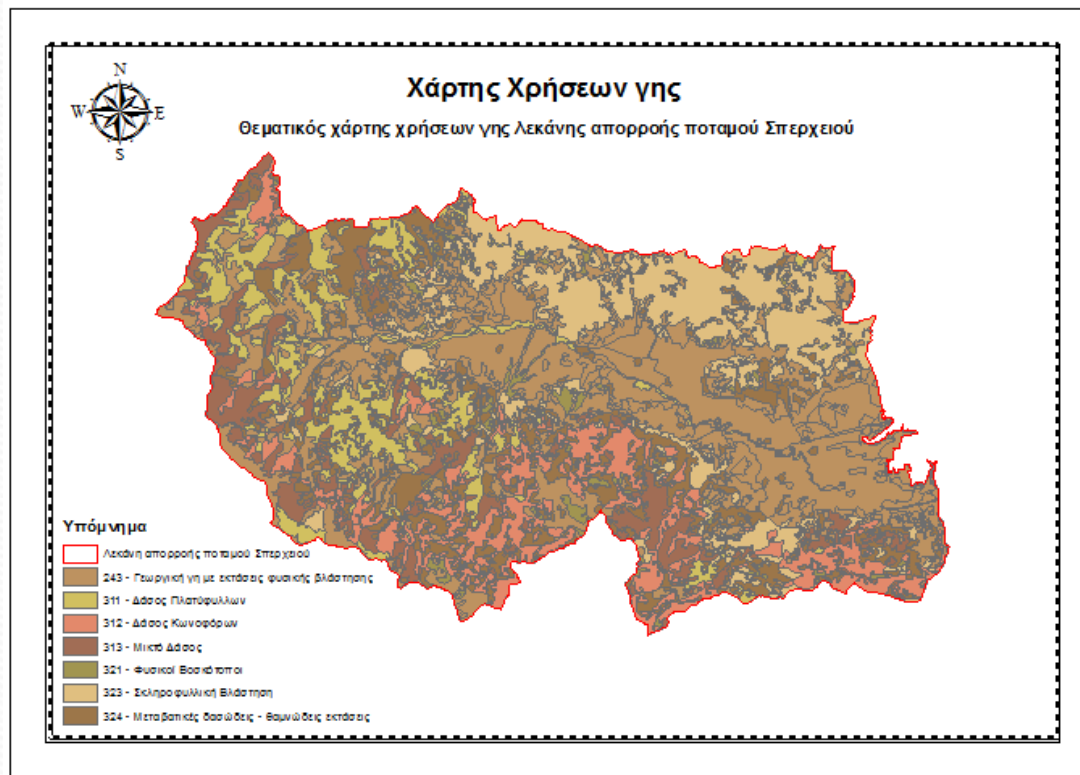 N
W E
S
Χάρτης Χρήσεων γης
Θεματικός χάρτης χρήσεων γης Λεκάνης απορροής ποταμού Σπερχειού
Υπόμνημα
Λεκάνη απορροής ποταμού Σπερχειού
243 - Γεωργική γη με εκτάσεις φυσικής βλάστησης
311 - Δάσος Πλατύφυλλων
312 - Δάσος Κωνοφόρων
313 - Μικτό Δάσος
321 - Φυσικοί Βοσκότοποι
323 - Σκληροφυλλική Βλάστηση
324 - Μεταβατικές δασώδεις - θαμνώδεις εκτάσεις